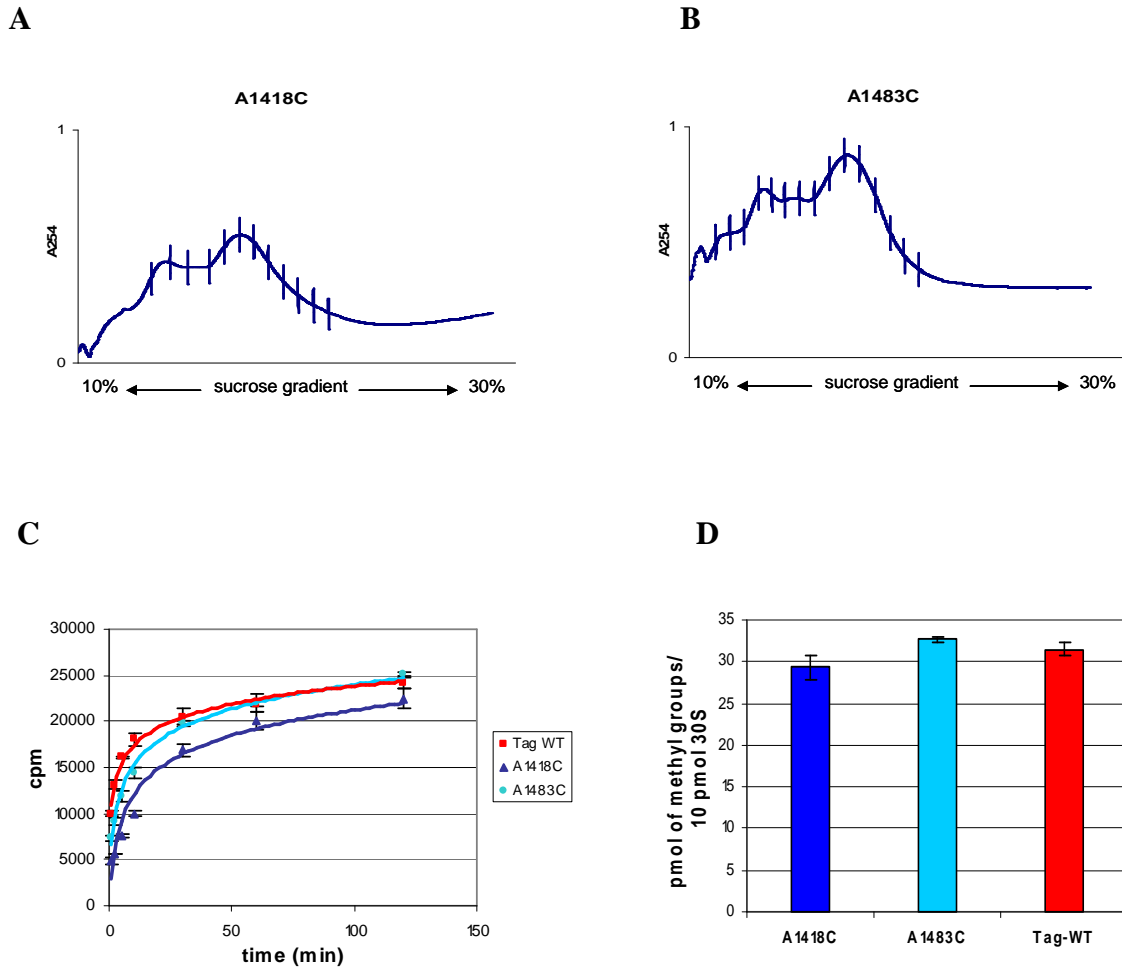 A
A1418C
1
A254
0
10% sucrose gradient 30%
B
A1483C
1
A254
0
10% sucrose gradient 30%
C
30000
25000
20000
15000
10000
5000
0
cpm
0 50 100 150
time (min)
Tag WT
A1418C
A1483C
D
35
30
25
20
15
10
5
0
pmol of methyl groups/
10 pmol 30S
A1418C A1483C Tag-WT